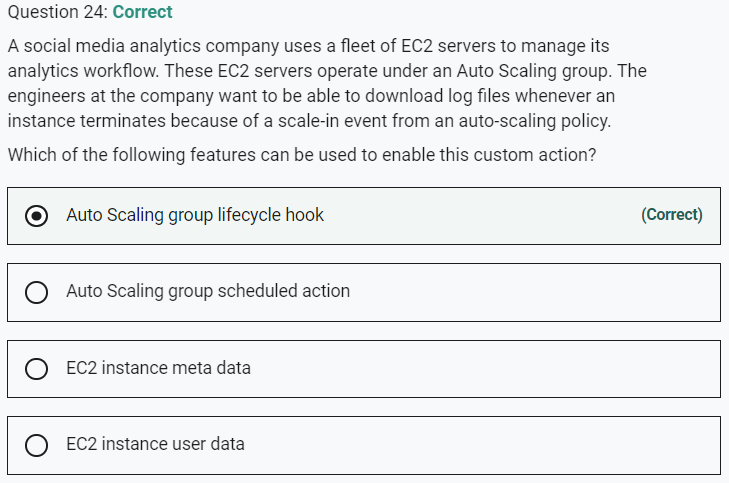 Question 24: Correct
A social media analytics company uses a fleet of EC2 servers to manage its
analytics workflow. These EC2 servers operate under an Auto Scaling group. The
engineers at the company want to be able to download log files whenever an
instance terminates because of a scale-in event from an auto-scaling policy.
Which of the following features can be used to enable this custom action?
Auto Scaling group lifecycle hook (Correct)
Auto Scaling group scheduled action
EC2 instance meta data
EC2 instance user data